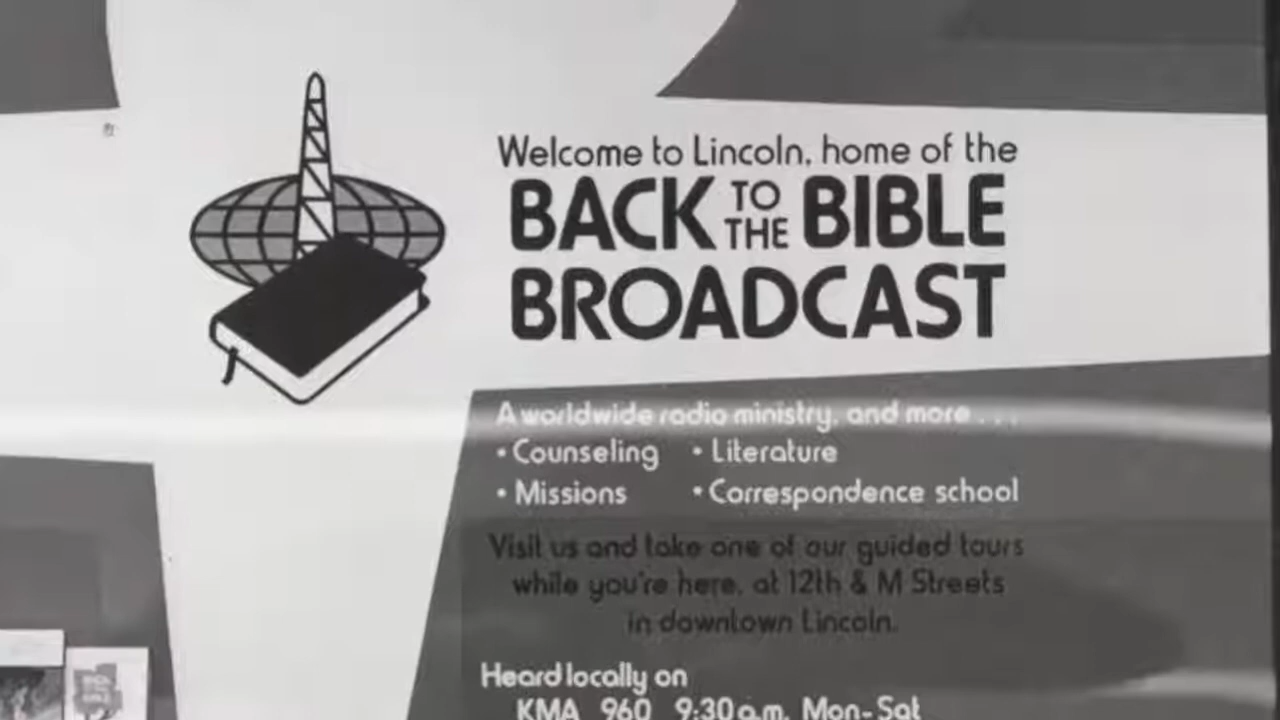 Welcome to Lincoln, home of the
BACK TO THE BIBLE
BROADCAST
A worldwide radio ministry, and more . . .
• Counseling • Literature
• Missions • Correspondence school
Visit us and take one of our guided tours
while you're here, at 12th & M Streets
in downtown Lincoln.
Heard locally on
KMA 960 9:30 a.m. Mon-Sat